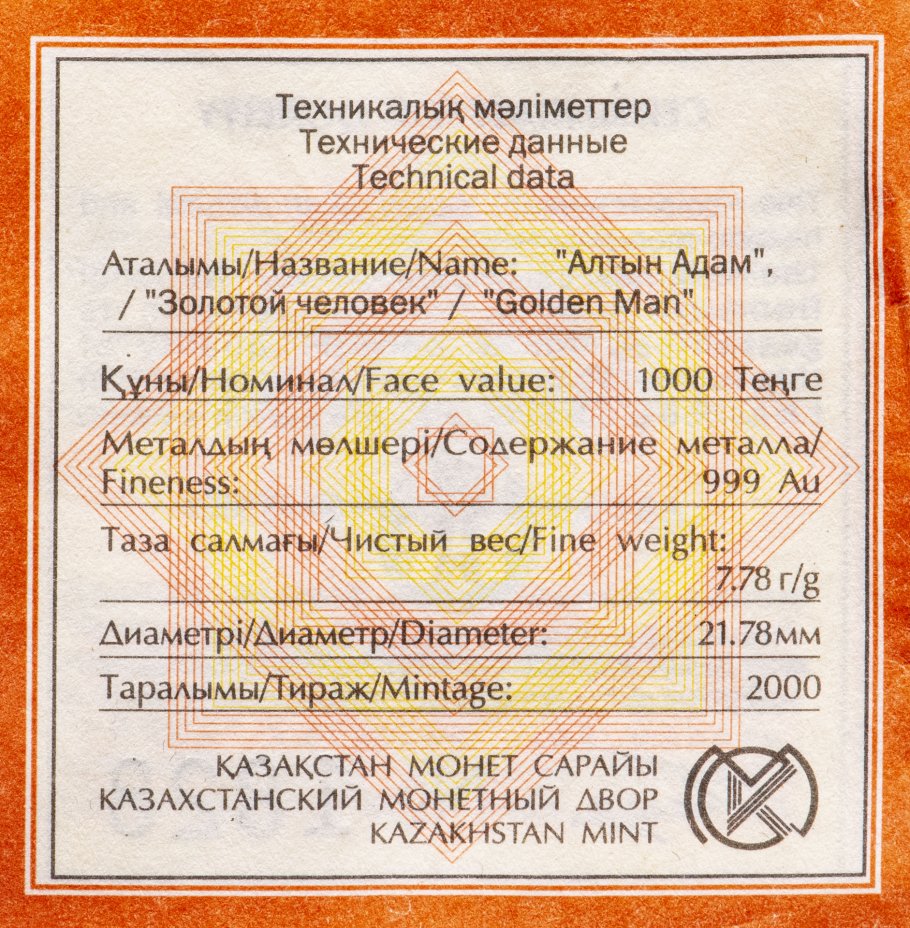 Техникалық мәліметтер
Технические данные
Technical data
Аталымы/Название/Name: "Алтын Адам",
/ "Золотой человек" / "Golden Man"
Құны/Номинал/Face value: 1000 Теңге
Металдың мөлшері/Содержание металла/
Fineness: 999 Au
Таза салмағы/Чистый вес/Fine weight:
7.78 г/g
Диаметрі/Диаметр/Diameter: 21.78мм
Таралымы/Тираж/Mintage: 2000
ҚАЗАҚСТАН МОНЕТ САРАЙЫ
КАЗАХСТАНСКИЙ МОНЕТНЫЙ ДВОР
KAZAKHSTAN MINT